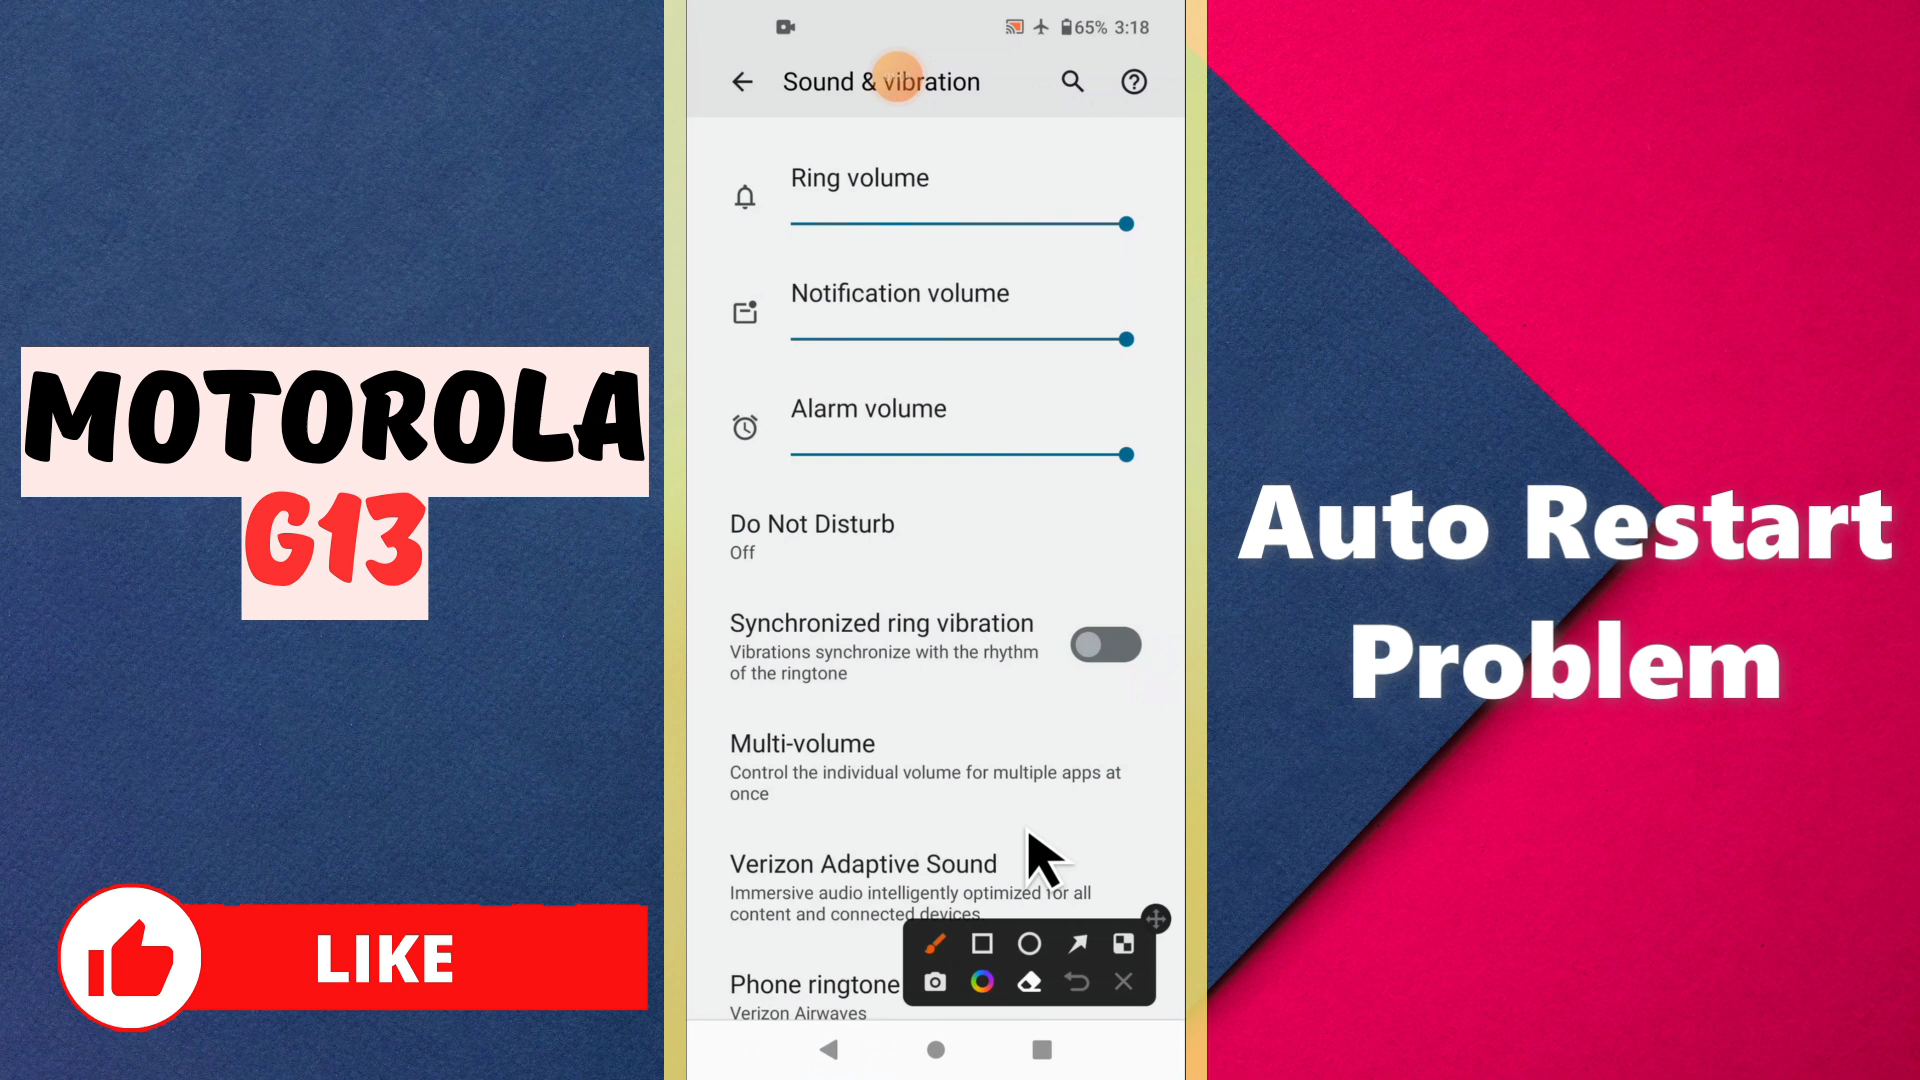 MOTOROLA
G13
LIKE
65% 3:18
Sound & vibration
Ring volume
Notification volume
Alarm volume
Do Not Disturb
Off
Synchronized ring vibration
Vibrations synchronize with the rhythm
of the ringtone
Multi-volume
Control the individual volume for multiple apps at
once
Verizon Adaptive Sound
Immersive audio intelligently optimized for all
content and connected devices.
Phone ringtone
Verizon Airwaves
Auto Restart
Problem